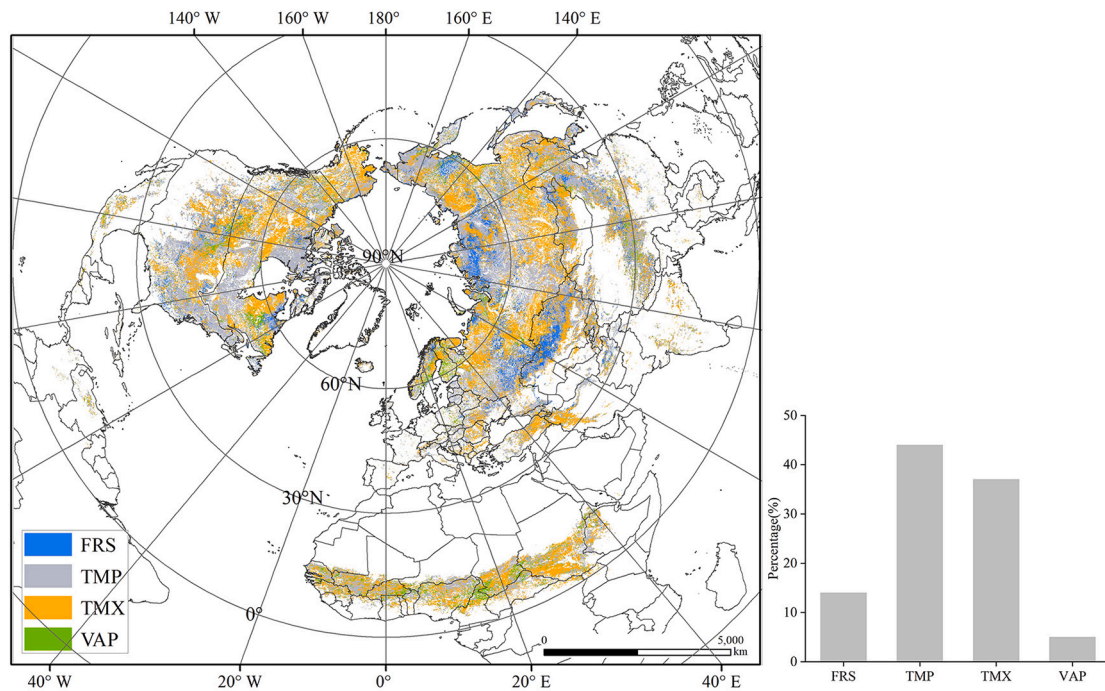 140° W 160° W 180° 160° E 140° E
90°N
60°N
30°N
0°
FRS
TMP
TMX
VAP
0 5,000
km
40° W 20° W 0° 20° E 40° E
Percentage(%)
50
40
30
20
10
0
FRS TMP TMX VAP